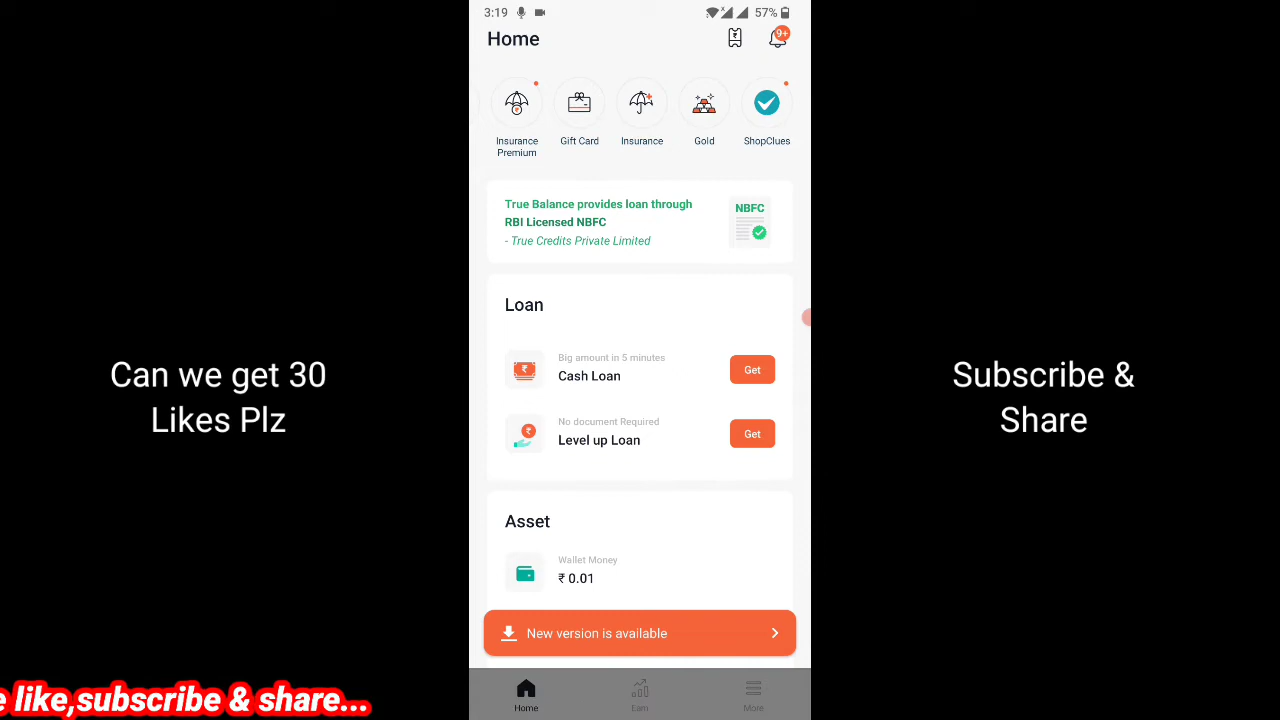 3:19
57%
Home
9+
Insurance
Premium
Gift Card
Insurance
Gold
ShopClues
True Balance provides loan through
RBI Licensed NBFC
- True Credits Private Limited
NBFC
Loan
Big amount in 5 minutes
Cash Loan
Get
No document Required
Level up Loan
Get
Asset
Wallet Money
₹ 0.01
New version is available
Home
Earn
More
Can we get 30
Likes Plz
Subscribe &
Share
e like,subscribe & share...